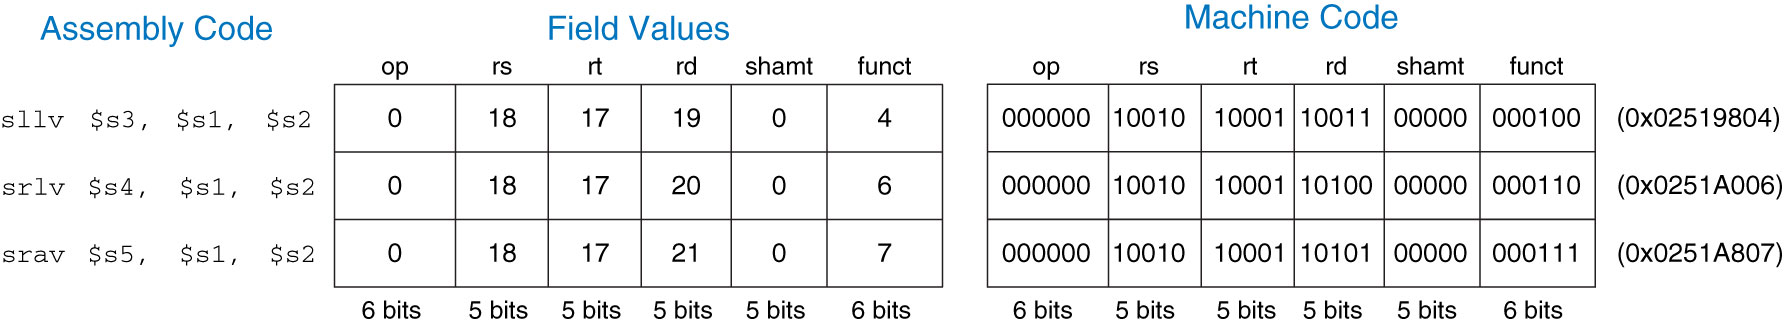 Assembly Code Field Values Machine Code
op rs rt rd shamt funct op rs rt rd shamt funct
sllv $s3, $s1, $s2 0 18 17 19 0 4 000000 10010 10001 10011 00000 000100 (0x02519804)
srlv $s4, $s1, $s2 0 18 17 20 0 6 000000 10010 10001 10100 00000 000110 (0x0251A006)
srav $s5, $s1, $s2 0 18 17 21 0 7 000000 10010 10001 10101 00000 000111 (0x0251A807)
6 bits 5 bits 5 bits 5 bits 5 bits 6 bits 6 bits 5 bits 5 bits 5 bits 5 bits 6 bits